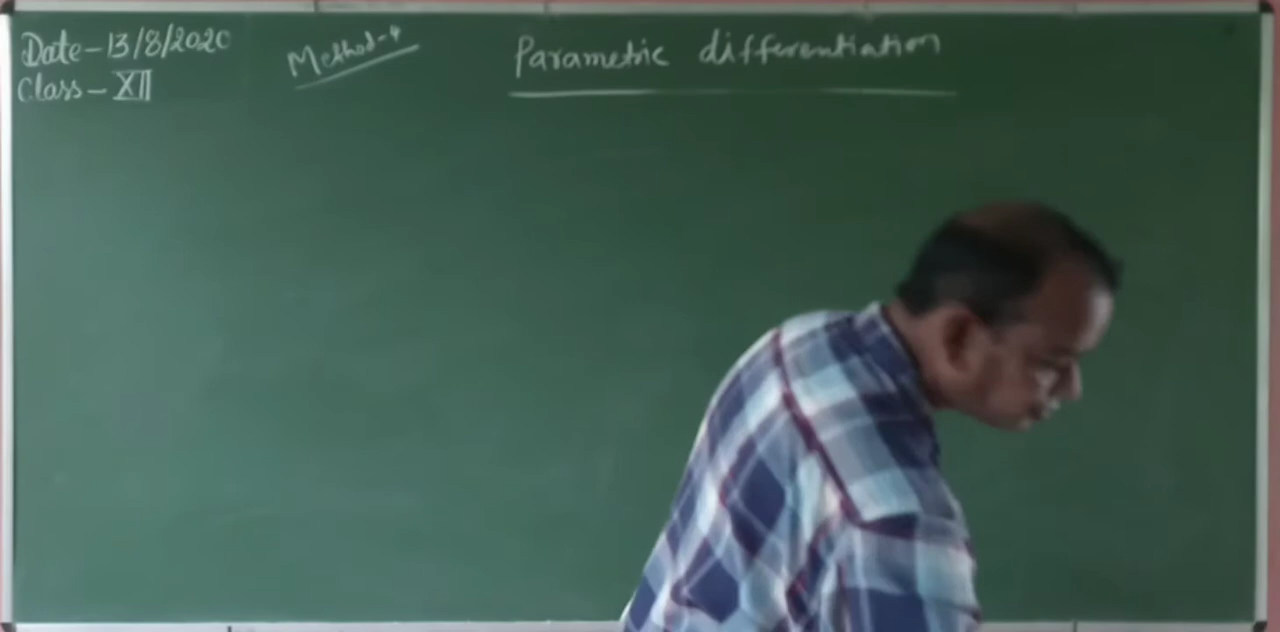 Date-13/8/2020
Class-XII
Method-4
Parametric differentiation